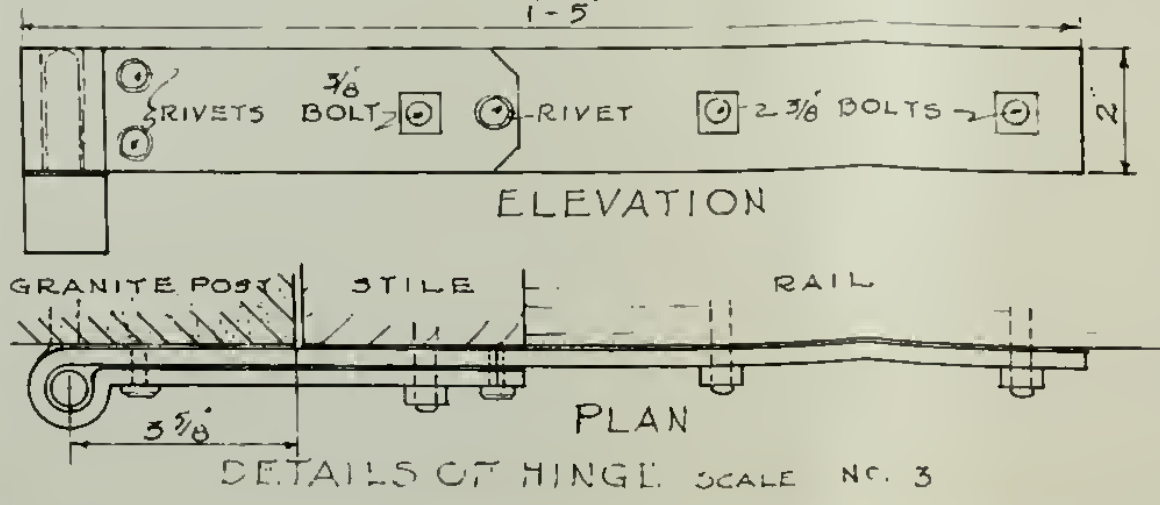 1'-5"
3/8" 
RIVETS BOLT RIVET 2 3/8" BOLTS
2"
ELEVATION
GRANITE POST STILE RAIL
3 5/8"
PLAN
DETAILS OF HINGE SCALE NO. 3